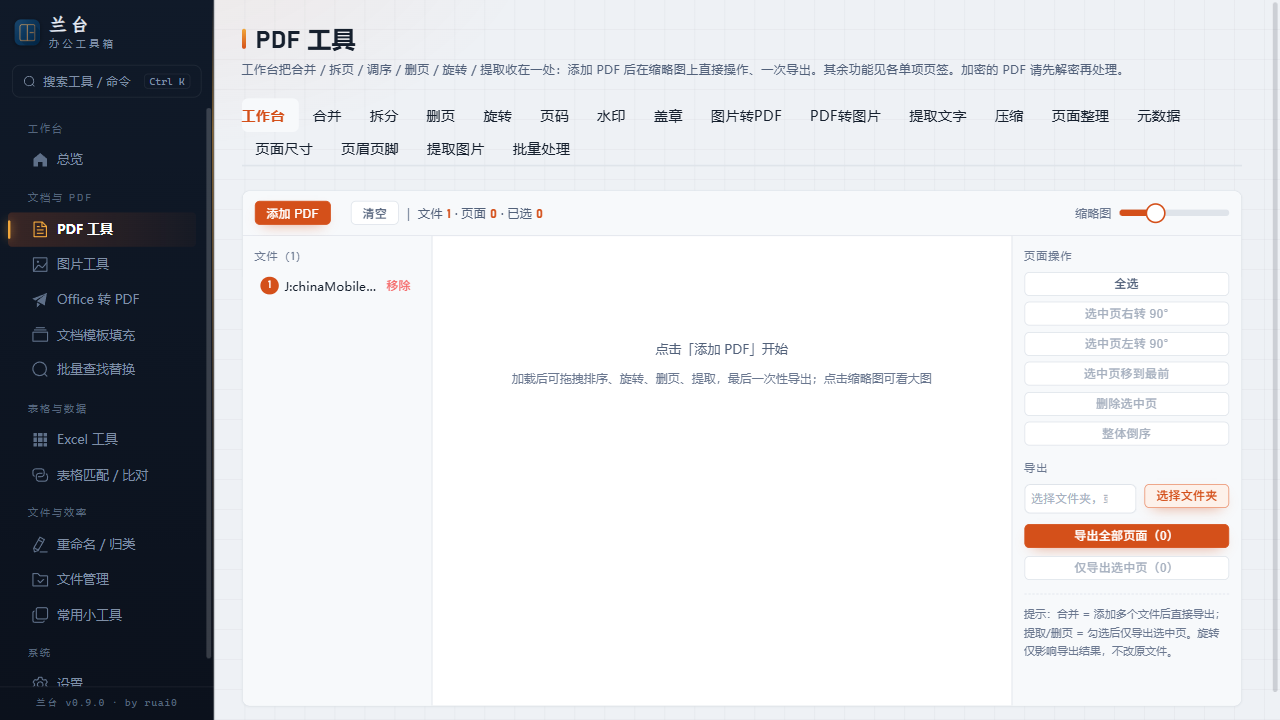 兰台
办公工具箱
搜索工具 / 命令 Ctrl K
工作台
总览
文档与 PDF
PDF 工具
图片工具
Office 转 PDF
文档模板填充
批量查找替换
表格与数据
Excel 工具
表格匹配 / 比对
文件与效率
重命名 / 归类
文件管理
常用小工具
系统
设置
兰台 v0.9.0 · by ruai0
PDF 工具
工作台把合并 / 拆页 / 调序 / 删页 / 旋转 / 提取收在一处：添加 PDF 后在缩略图上直接操作、一次导出。其余功能见各单项页签。加密的 PDF 请先解密再处理。
工作台 合并 拆分 删页 旋转 页码 水印 盖章 图片转PDF PDF转图片 提取文字 压缩 页面整理 元数据
页面尺寸 页眉页脚 提取图片 批量处理
添加 PDF 清空 | 文件 1 · 页面 0 · 已选 0 缩略图
文件（1）
1 J:chinaMobile... 移除
点击「添加 PDF」开始
加载后可拖拽排序、旋转、删页、提取，最后一次性导出；点击缩略图可看大图
页面操作
全选
选中页右转 90°
选中页左转 90°
选中页移到最前
删除选中页
整体倒序
导出
选择文件夹， 选择文件夹
导出全部页面（0）
仅导出选中页（0）
提示：合并 = 添加多个文件后直接导出；
提取/删页 = 勾选后仅导出选中页。旋转
仅影响导出结果，不改原文件。